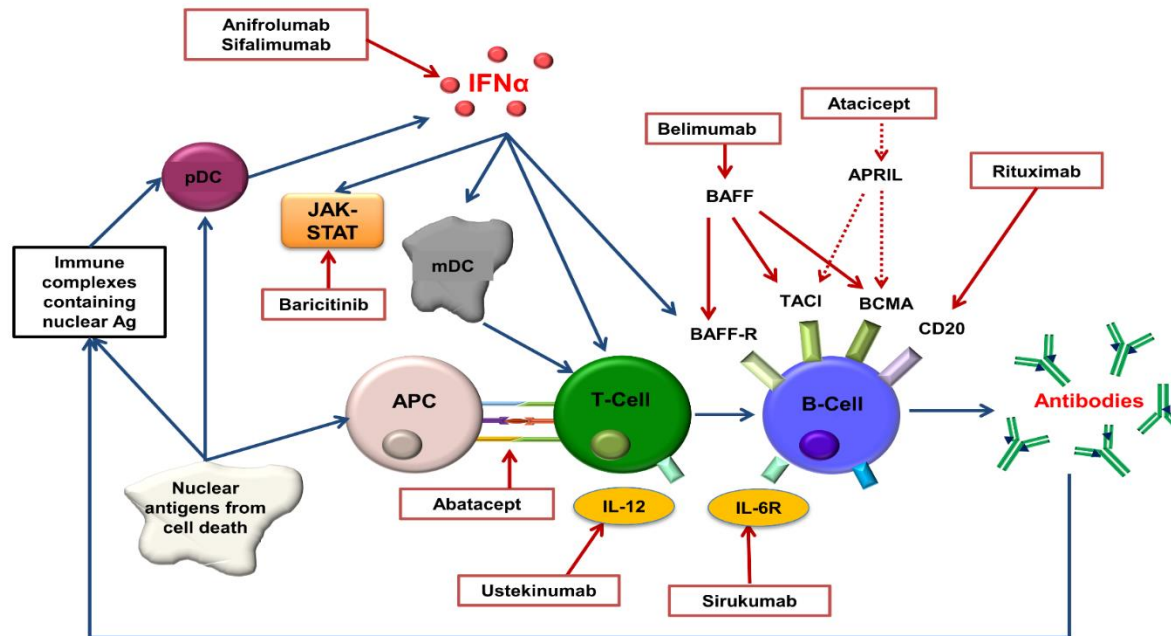 Anifrolumab
Sifalimumab
IFNα
Belimumab
Atacicept
Rituximab
pDC
BAFF
APRIL
JAK-
STAT
mDC
Immune
complexes
containing
nuclear Ag
Baricitinib
TACI
BCMA
BAFF-R
CD20
APC
T-Cell
B-Cell
Antibodies
Nuclear
antigens from
cell death
Abatacept
IL-12
IL-6R
Ustekinumab
Sirukumab